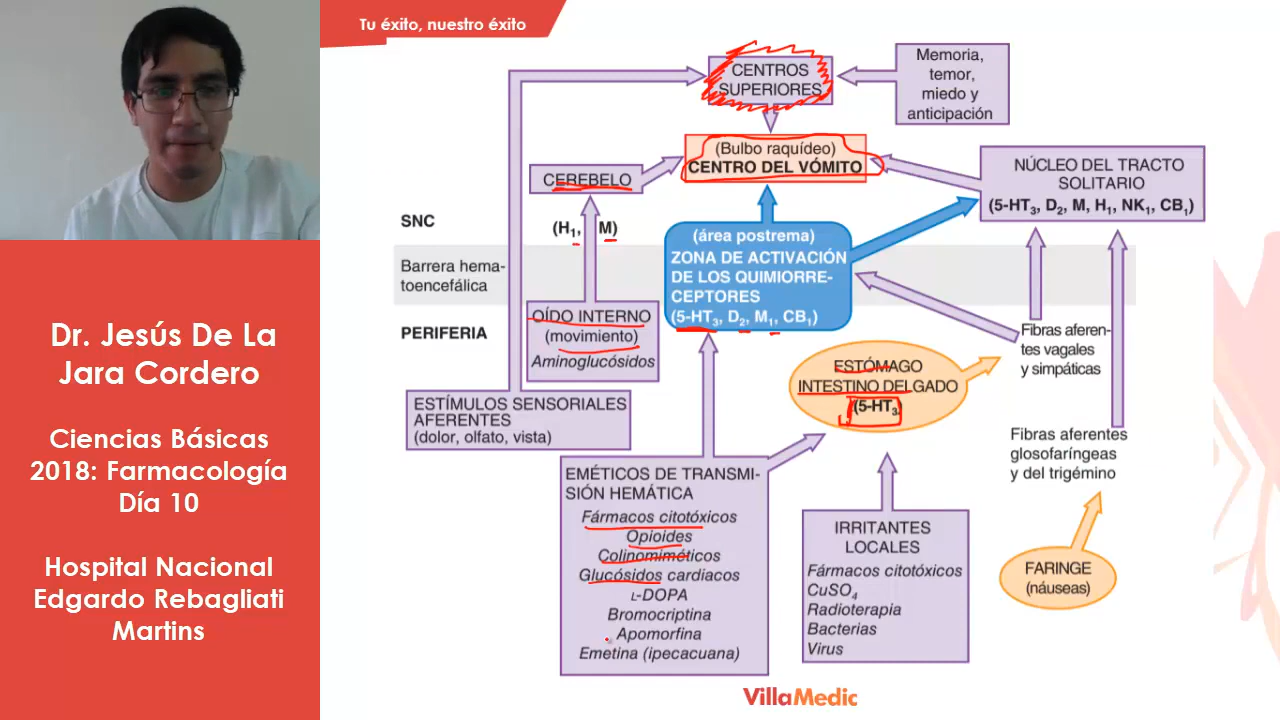 Tu éxito, nuestro éxito
CENTROS
SUPERIORES
Memoria,
temor,
miedo y
anticipación
(Bulbo raquídeo)
CENTRO DEL VÓMITO
CEREBELO
NÚCLEO DEL TRACTO
SOLITARIO
(5-HT3, D2, M, H1, NK1, CB1)
SNC
(H1, M)
(área postrema)
ZONA DE ACTIVACIÓN
DE LOS QUIMIORRE-
CEPTORES
(5-HT3, D2, M1, CB1)
Barrera hema-
toencefálica
PERIFERIA
OÍDO INTERNO
(movimiento)
Aminoglucósidos
Fibras aferen-
tes vagales
y simpáticas
ESTÓMAGO
INTESTINO DELGADO
(5-HT3)
ESTÍMULOS SENSORIALES
AFERENTES
(dolor, olfato, vista)
Fibras aferentes
glosofaríngeas
y del trigémino
EMÉTICOS DE TRANSMI-
SIÓN HEMÁTICA
Fármacos citotóxicos
Opioides
Colinomiméticos
Glucósidos cardiacos
L-DOPA
Bromocriptina
Apomorfina
Emetina (ipecacuana)
IRRITANTES
LOCALES
Fármacos citotóxicos
CuSO4
Radioterapia
Bacterias
Virus
FARINGE
(náuseas)
Dr. Jesús De La
Jara Cordero
Ciencias Básicas
2018: Farmacología
Día 10
Hospital Nacional
Edgardo Rebagliati
Martins
VillaMedic